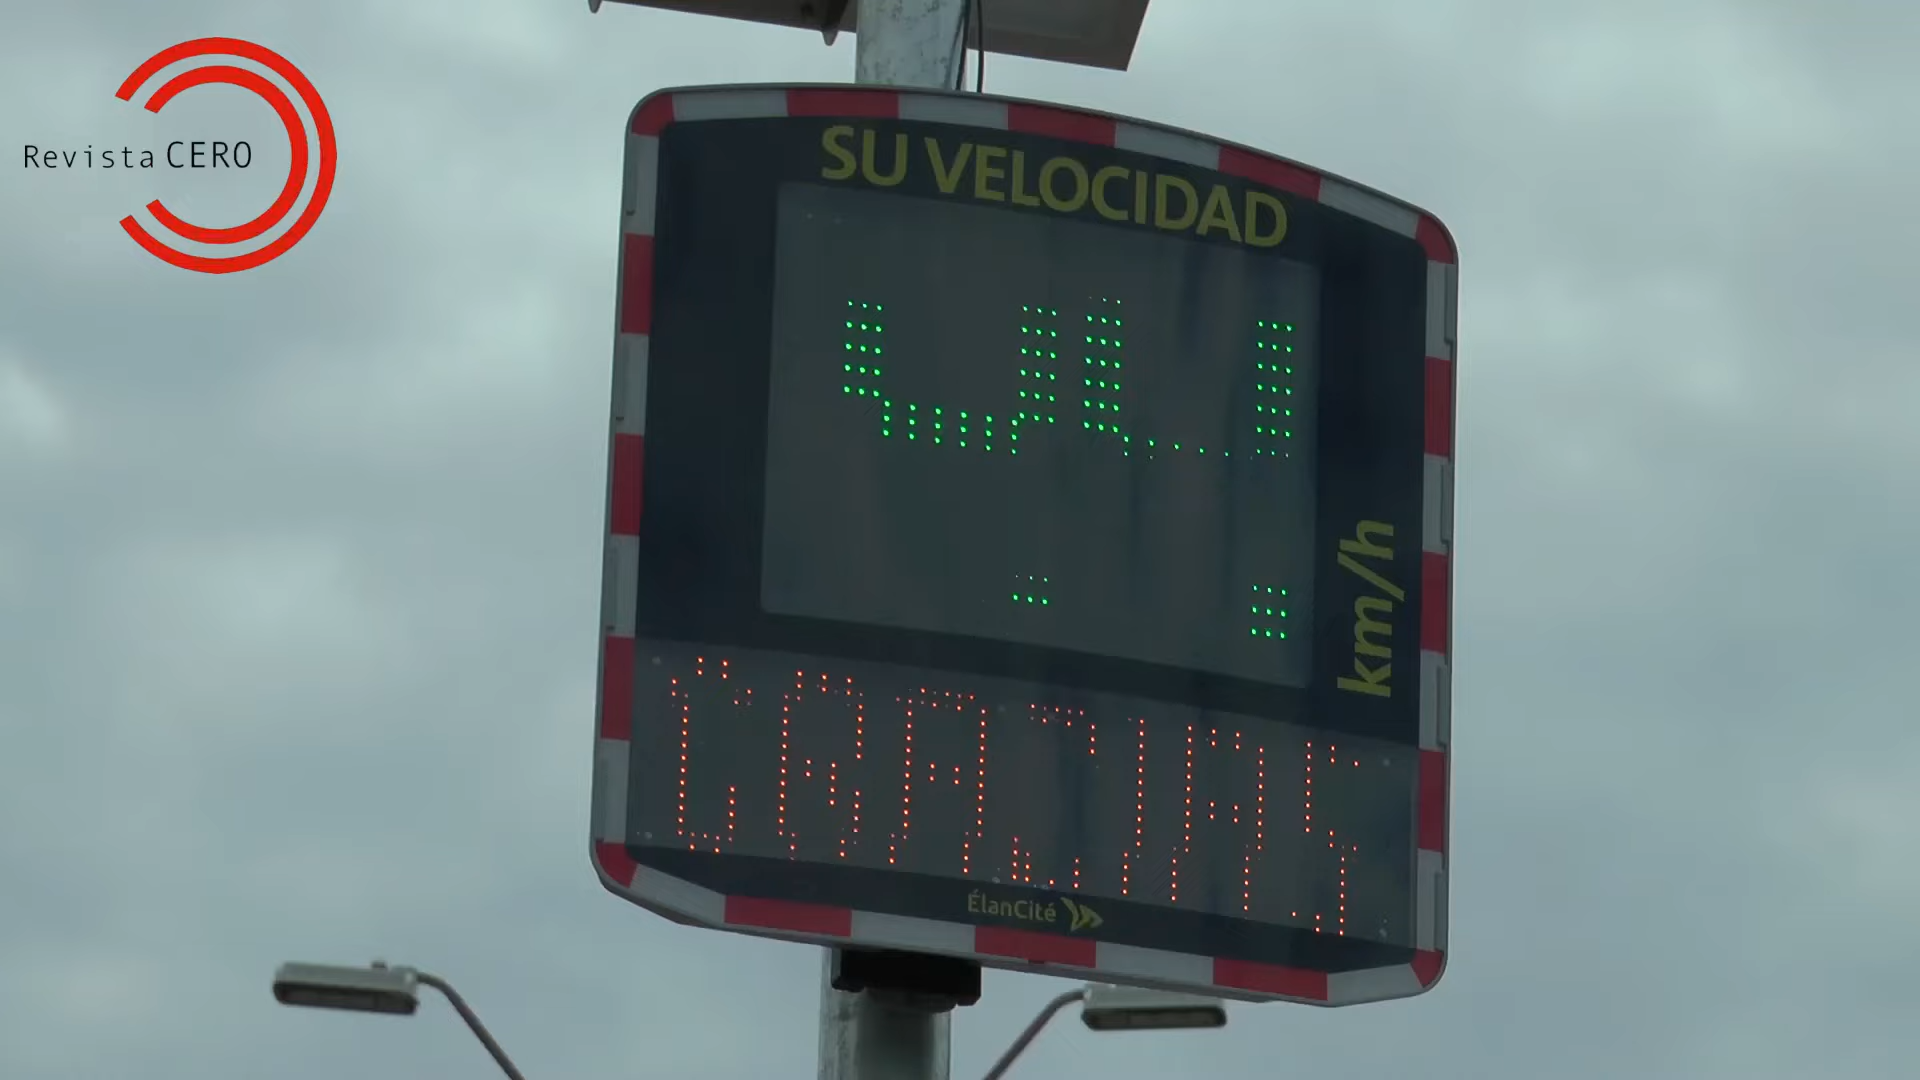 Revista CERO
SU VELOCIDAD
km/h
GRACIAS
ÉlanCité